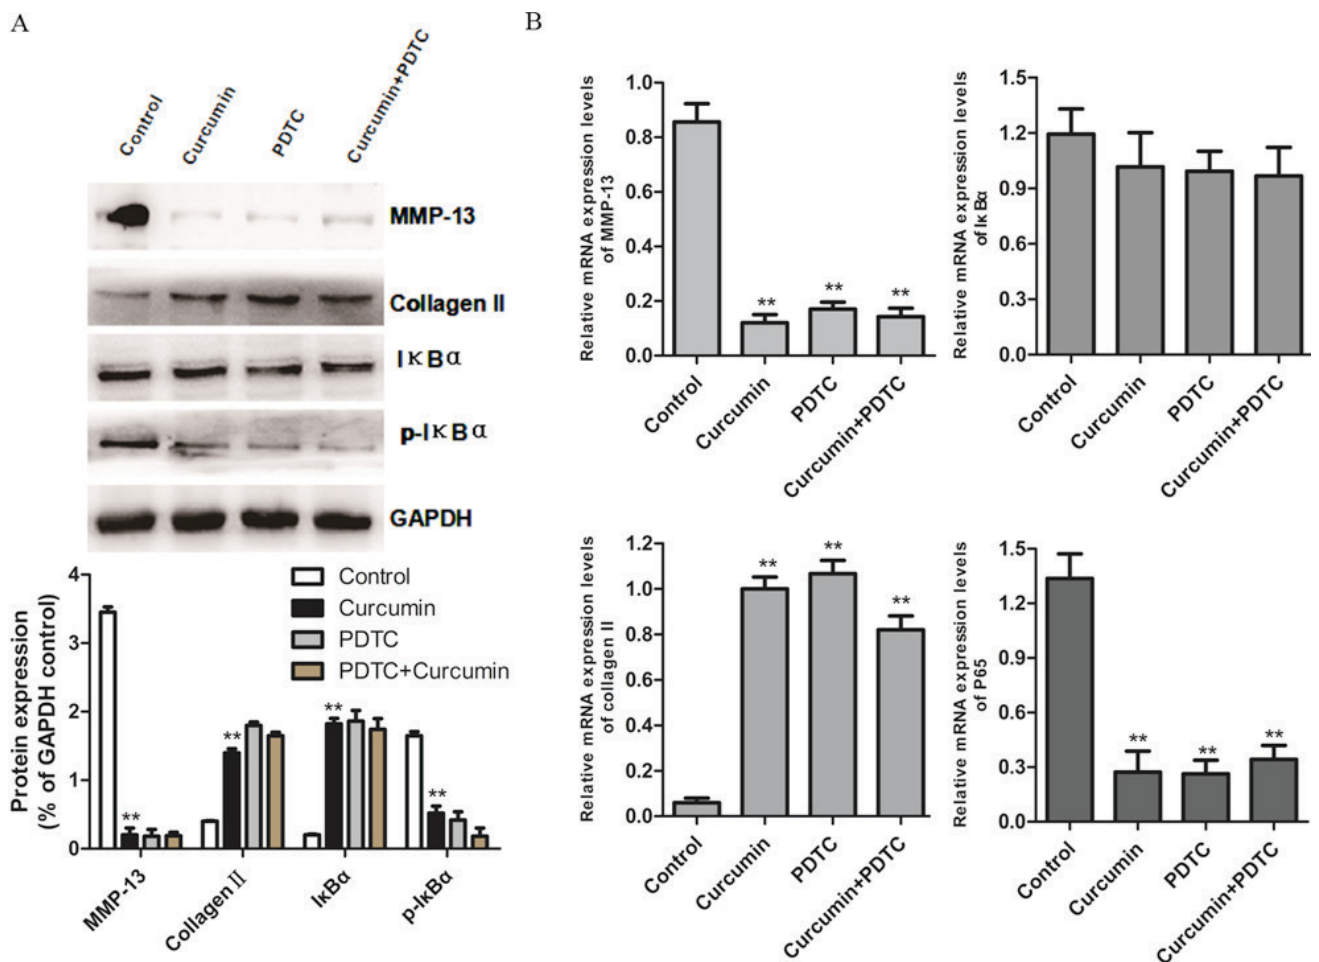 A
Control
Curcumin
PDTC
Curcumin+PDTC
MMP-13
Collagen II
IκBα
p-IκBα
GAPDH
Protein expression
(% of GAPDH control)
4
3
2
1
0
Control
Curcumin
PDTC
PDTC+Curcumin
**
**
**
**
MMP-13
Collagen II
IκBα
p-IκBα
B
Relative mRNA expression levels
of MMP-13
1.0
0.8
0.6
0.4
0.2
0.0
**
**
**
Control
Curcumin
PDTC
Curcumin+PDTC
Relative mRNA expression levels
of Iκ Bα
1.5
1.2
0.9
0.6
0.3
0.0
Control
Curcumin
PDTC
Curcumin+PDTC
Relative mRNA expression levels
of collagen II
1.2
1.0
0.8
0.6
0.4
0.2
0.0
**
**
**
Control
Curcumin
PDTC
Curcumin+PDTC
Relative mRNA expression levels
of P65
1.5
1.2
0.9
0.6
0.3
0.0
**
**
**
Control
Curcumin
PDTC
Curcumin+PDTC